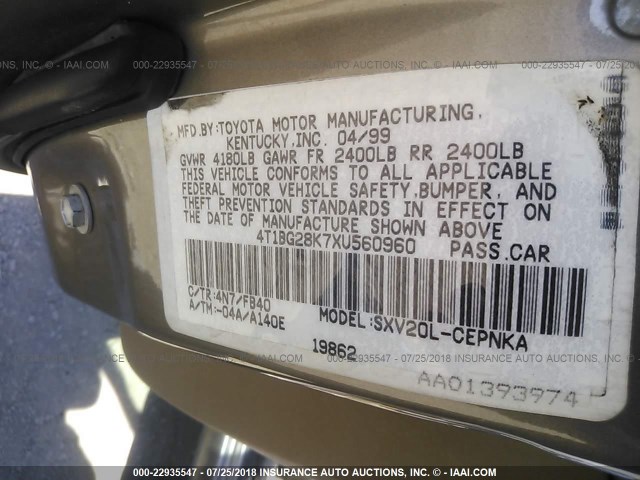 000-22935547 - 07/25/2018 INSURANCE AUTO AUCTIONS - IAAI.COM
MFD.BY:TOYOTA MOTOR MANUFACTURING,
KENTUCKY,INC. 04/99
GVWR 4180LB GAWR FR 2400LB RR 2400LB
THIS VEHICLE CONFORMS TO ALL APPLICABLE
FEDERAL MOTOR VEHICLE SAFETY,BUMPER, AND
THEFT PREVENTION STANDARDS IN EFFECT ON
THE DATE OF MANUFACTURE SHOWN ABOVE
4T1BG28K7XU560960 PASS.CAR
C/TR:4N7/FB40
A/TM:-04A/A140E
MODEL:SXV20L-CEPNKA
19862
AA01393974
000-22935547 - 07/25/2018 INSURANCE AUTO AUCTIONS - IAAI.COM